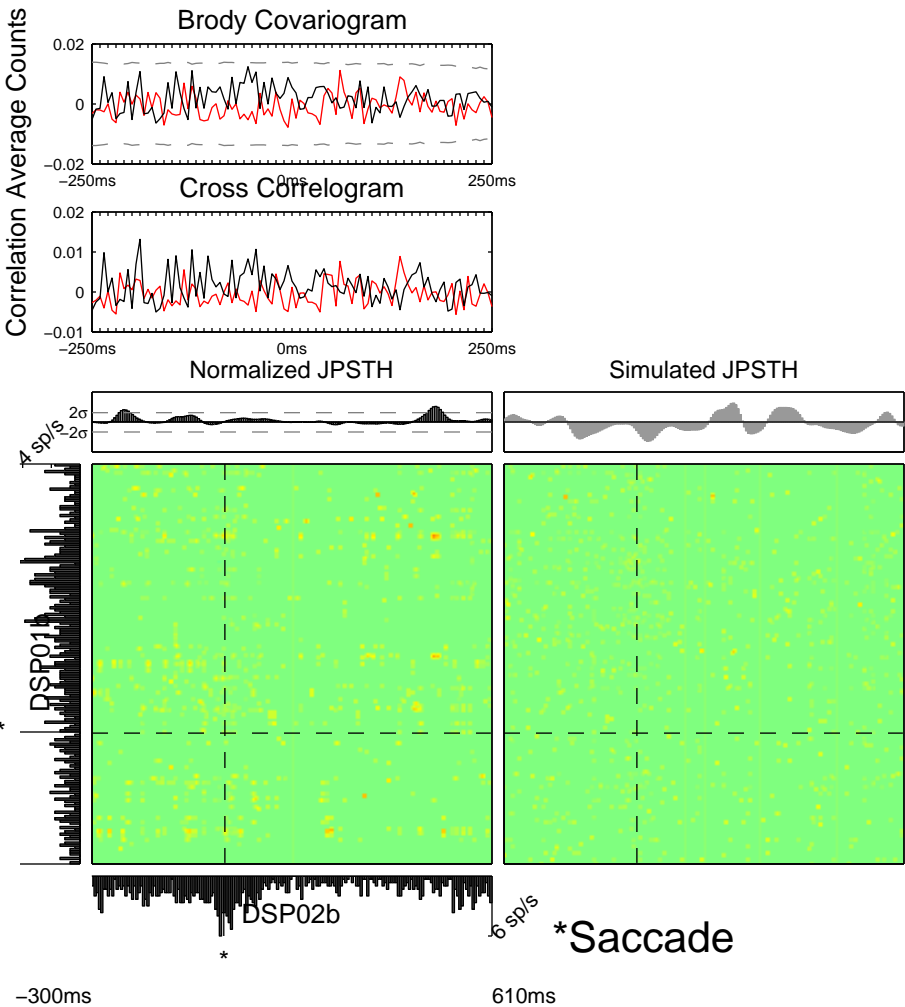 Brody Covariogram
Correlation Average Counts
0.02
0
−0.02
−250ms
0ms
250ms
Cross Correlogram
0.02
0.01
0
−0.01
−250ms
0ms
250ms
Normalized JPSTH
Simulated JPSTH
2σ
−2σ
4 sp/s
DSP01b
*
DSP02b
6 sp/s
*
*Saccade
−300ms
610ms